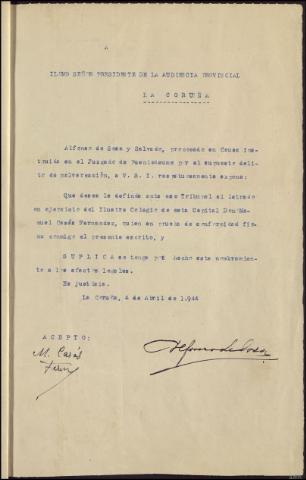 ILMO SEÑOR PRESIDENTE DE LA AUDIENCIA PROVINCIAL
LA CORUÑA
Alfonso de Sosa y Salvado, procesado en Causa ins-
truida en el Juzgado de Puentedeume por el supuesto deli-
to de malversación, a V. S. I. respetuosamente expone:
Que desea le defienda ante ese Tribunal el letrado
en ejercicio del Ilustre Colegio de esta Capital Don Ma-
nuel Casás Fernandez, quien en prueba de conformidad fir-
ma conmigo el presente escrito, y
SUPLICA se tenga por hecho este nombramien-
to a los efectos legales.
Es justicia.
La Coruña, 4 de Abril de 1.944
ACEPTO:
M. Casás
Fern
Alfonso de Sosa